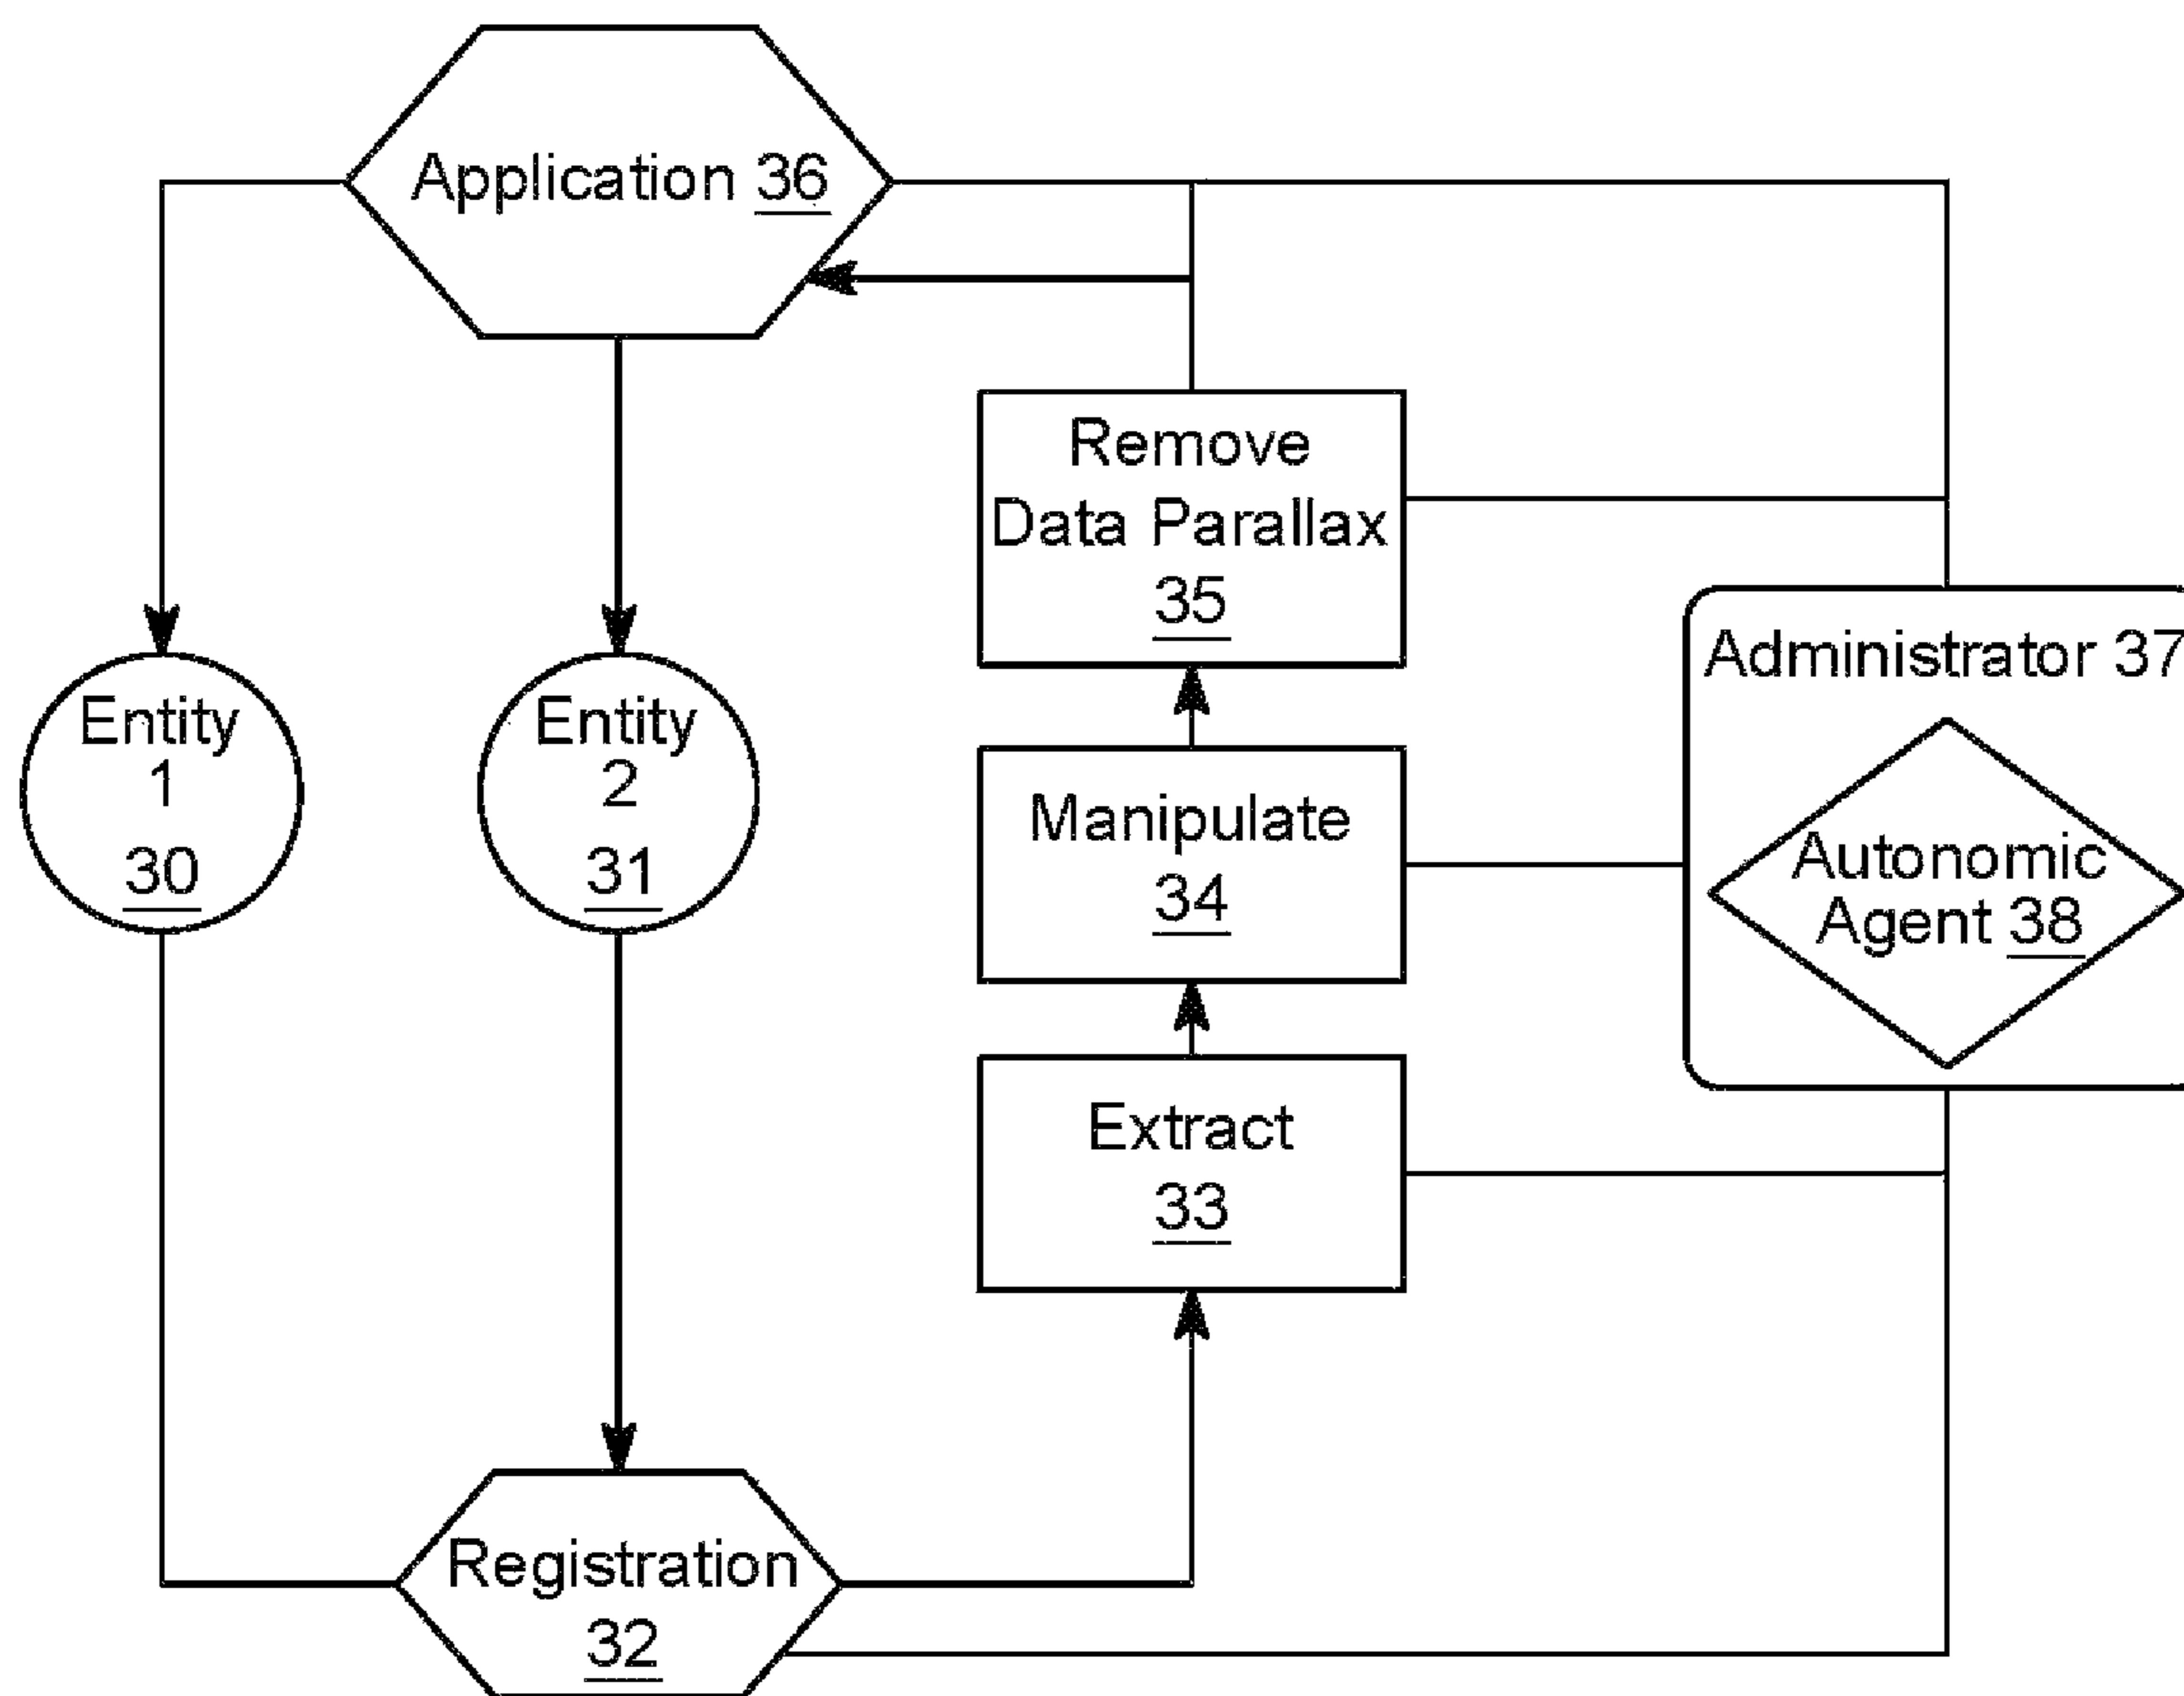 Application 36
Remove
Data Parallax
35
Administrator 37
Entity
1
30
Entity
2
31
Manipulate
34
Autonomic
Agent 38
Extract
33
Registration
32